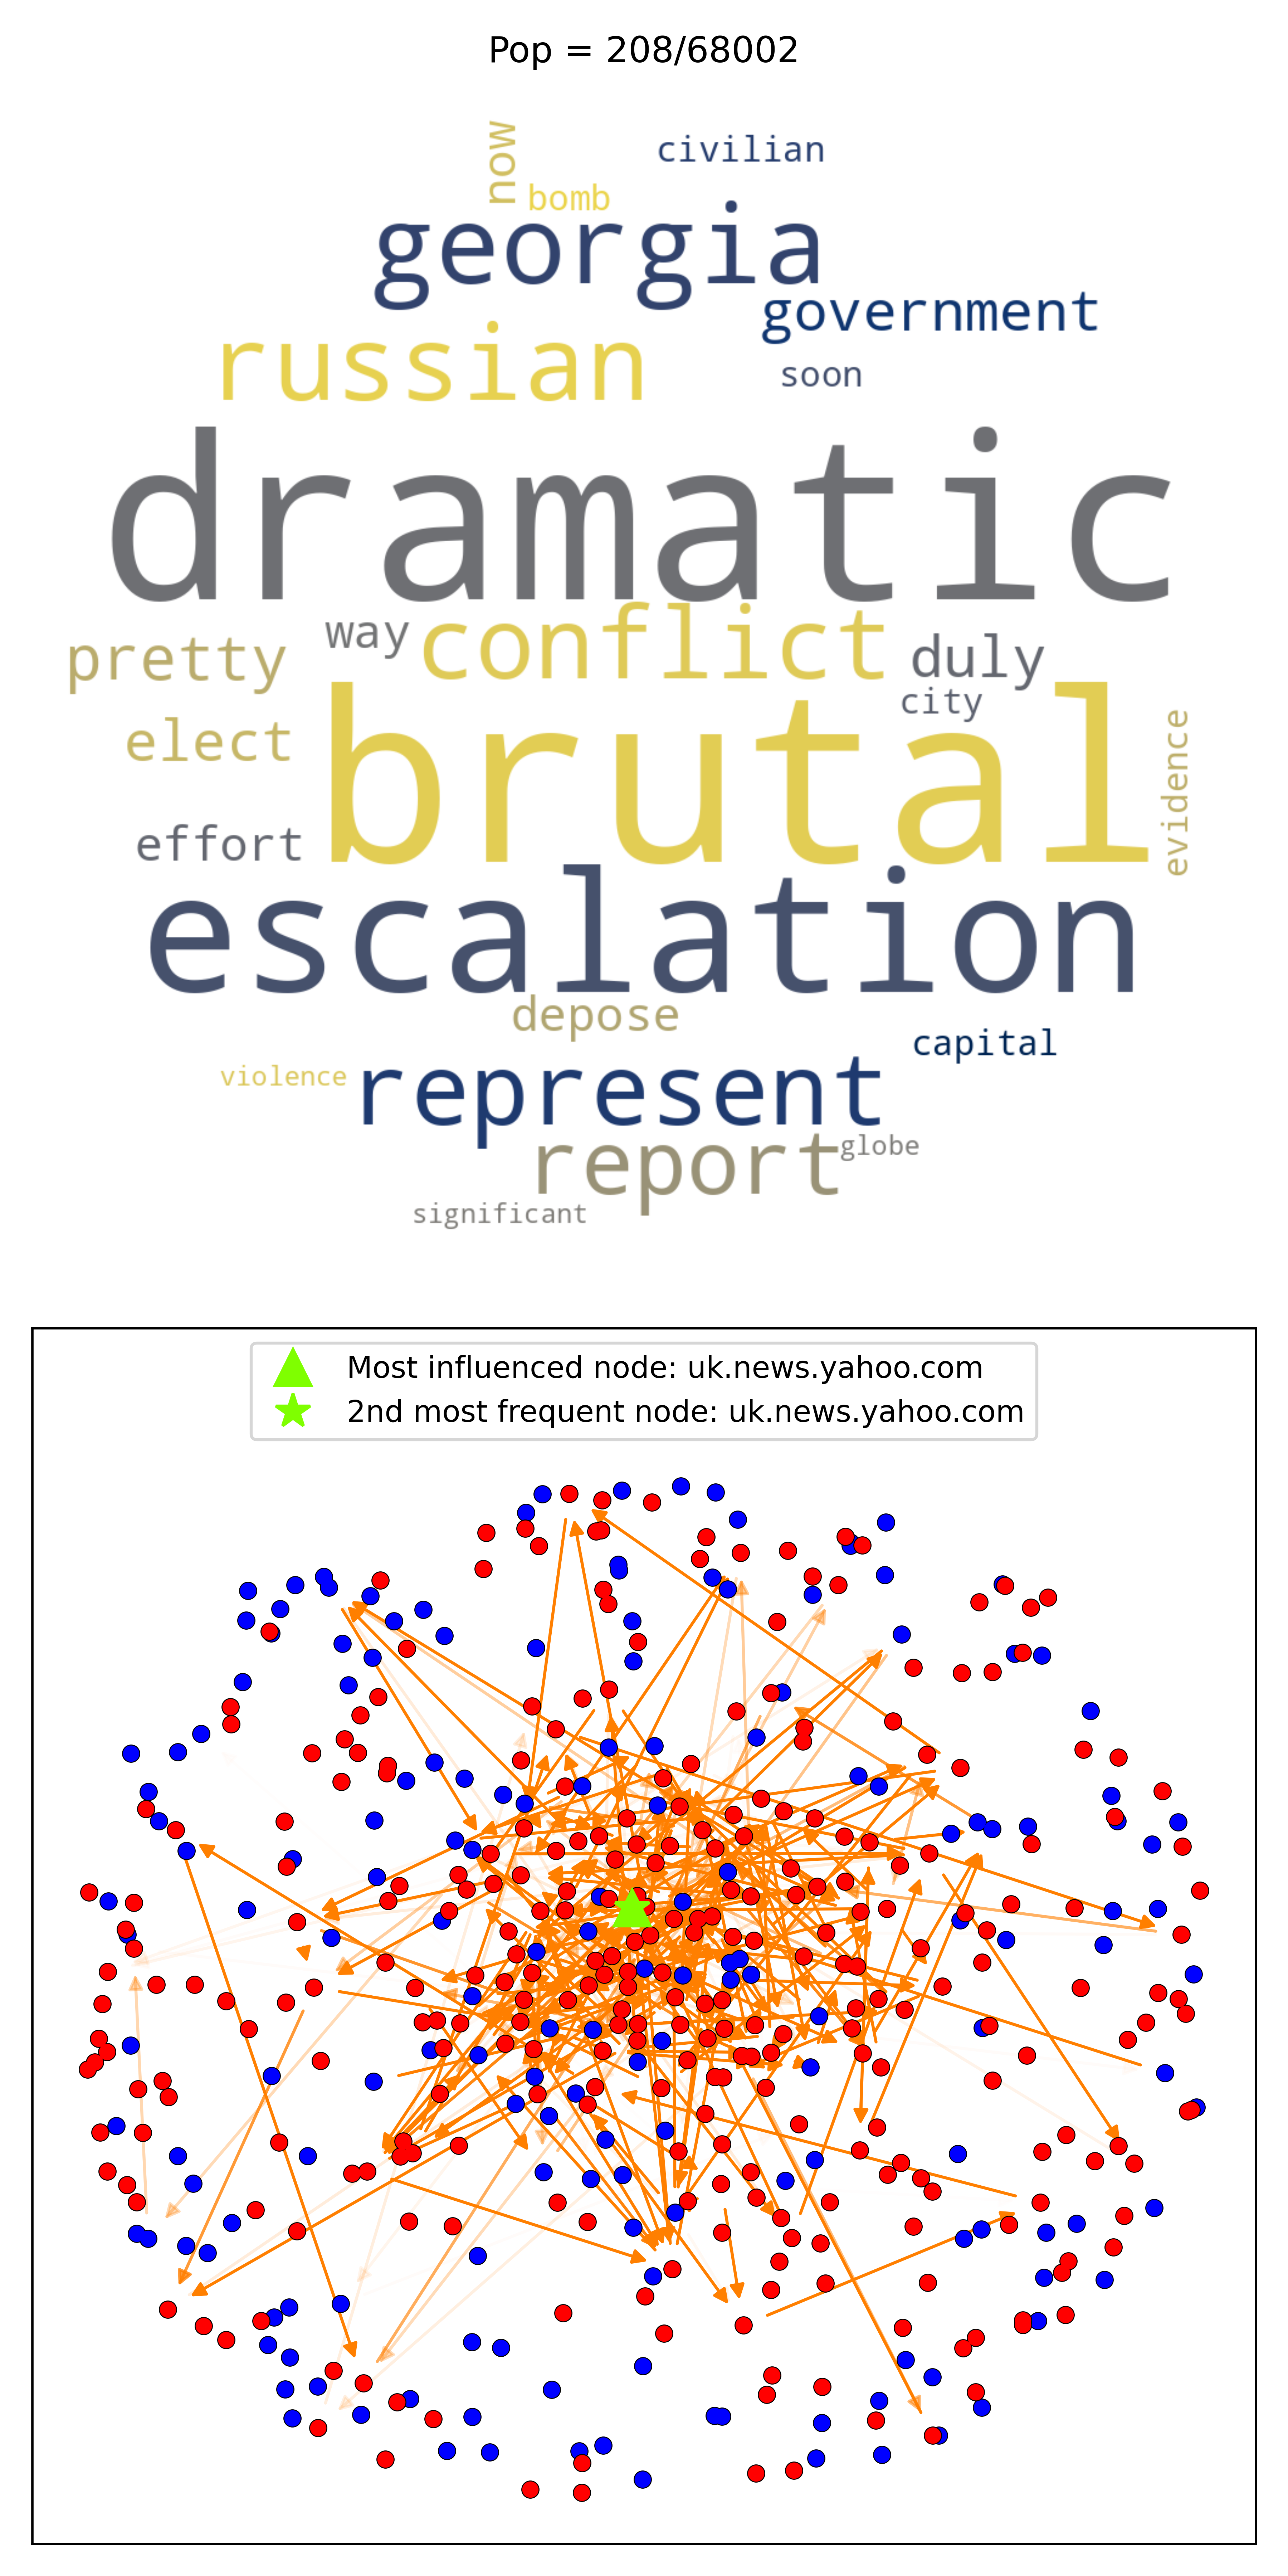 Pop = 208/68002
now
civilian
bomb
georgia
government
russian
soon
dramatic
way
conflict
pretty
duly
city
elect
brutal
evidence
effort
escalation
depose
capital
violence
represent
report
globe
significant
Most influenced node: uk.news.yahoo.com
2nd most frequent node: uk.news.yahoo.com